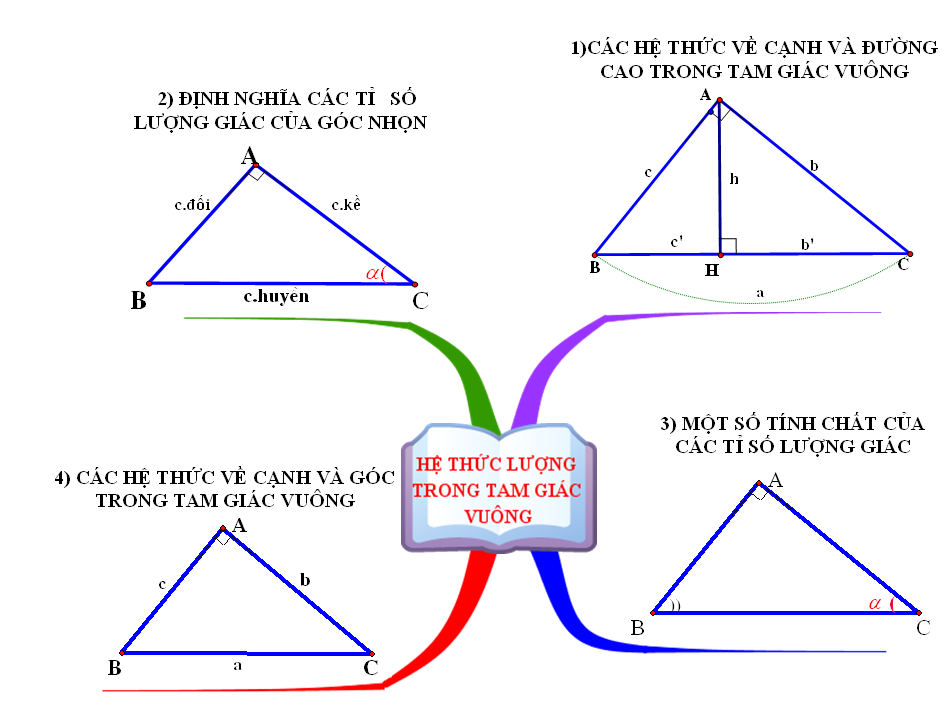 1)CÁC HỆ THỨC VỀ CẠNH VÀ ĐƯỜNG
CAO TRONG TAM GIÁC VUÔNG
A
c
h
b
c'
b'
B
H
C
a
2) ĐỊNH NGHĨA CÁC TỈ SỐ
LƯỢNG GIÁC CỦA GÓC NHỌN
A
c.đối
c.kề
α
B
c.huyền
C
HỆ THỨC LƯỢNG
TRONG TAM GIÁC
VUÔNG
3) MỘT SỐ TÍNH CHẤT CỦA
CÁC TỈ SỐ LƯỢNG GIÁC
A
α
B
C
4) CÁC HỆ THỨC VỀ CẠNH VÀ GÓC
TRONG TAM GIÁC VUÔNG
A
c
b
B
a
C